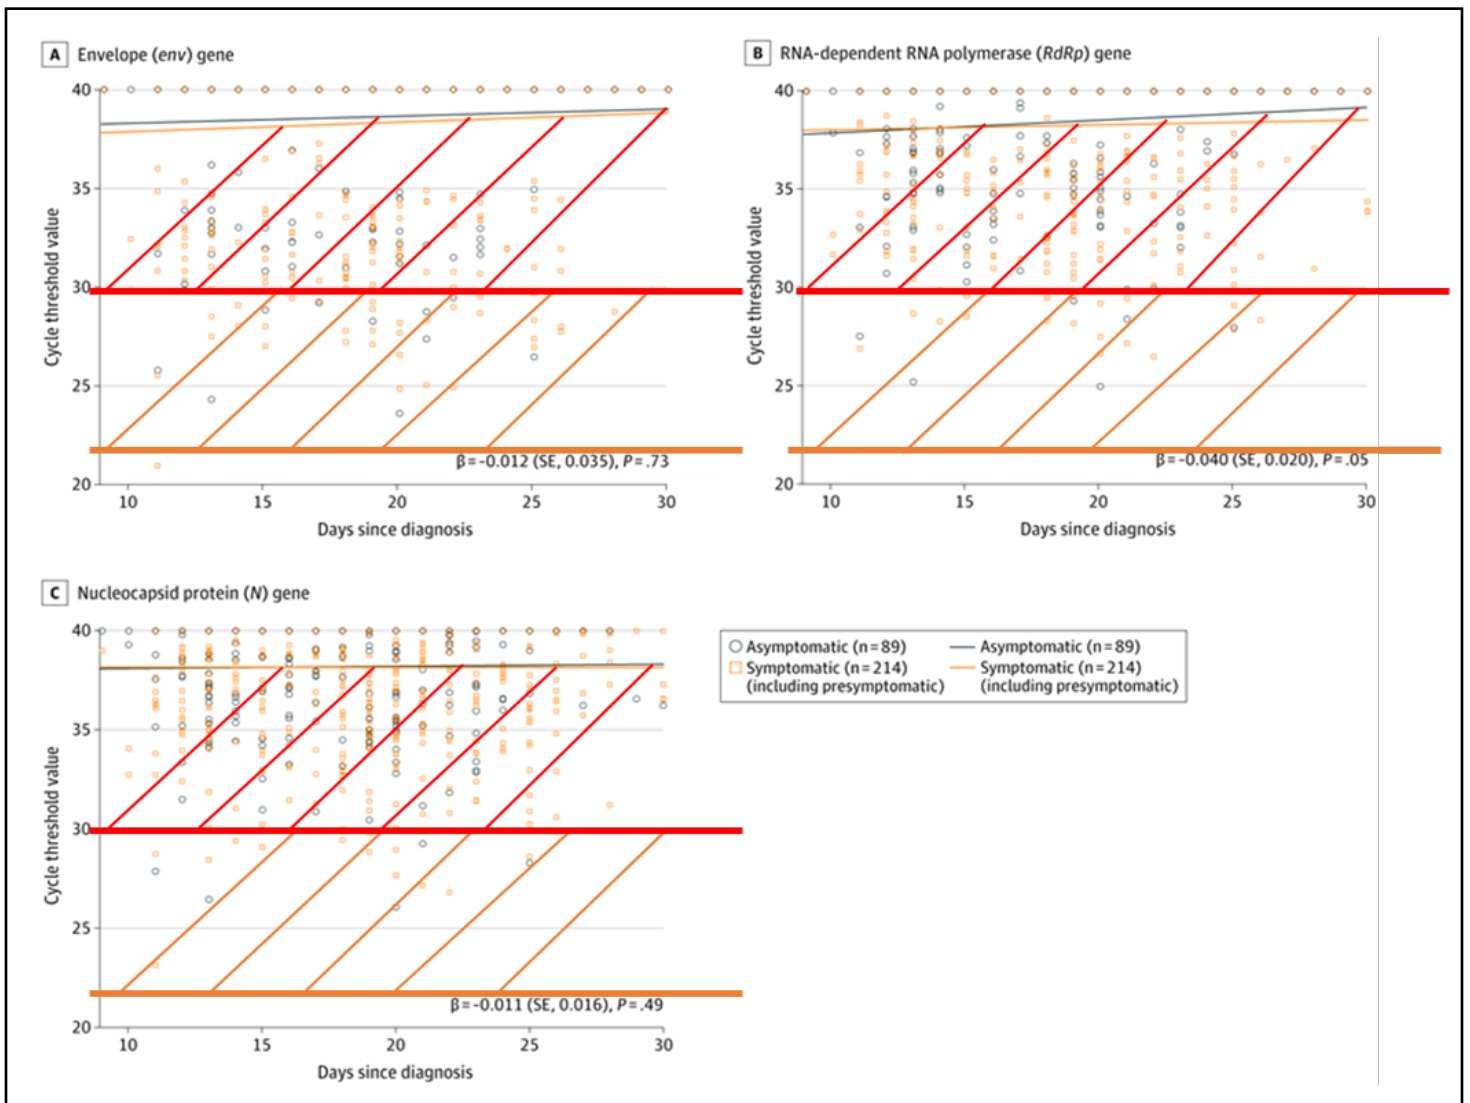 A Envelope (env) gene
40
35
30
25
20
Cycle threshold value
β=-0.012 (SE, 0.035), P=.73
10 15 20 25 30
Days since diagnosis
B RNA-dependent RNA polymerase (RdRp) gene
40
35
30
25
20
Cycle threshold value
β=-0.040 (SE, 0.020), P=.05
10 15 20 25 30
Days since diagnosis
C Nucleocapsid protein (N) gene
40
35
30
25
20
Cycle threshold value
β=-0.011 (SE, 0.016), P=.49
10 15 20 25 30
Days since diagnosis
Asymptomatic (n=89)
Symptomatic (n=214)
(including presymptomatic)
Asymptomatic (n=89)
Symptomatic (n=214)
(including presymptomatic)